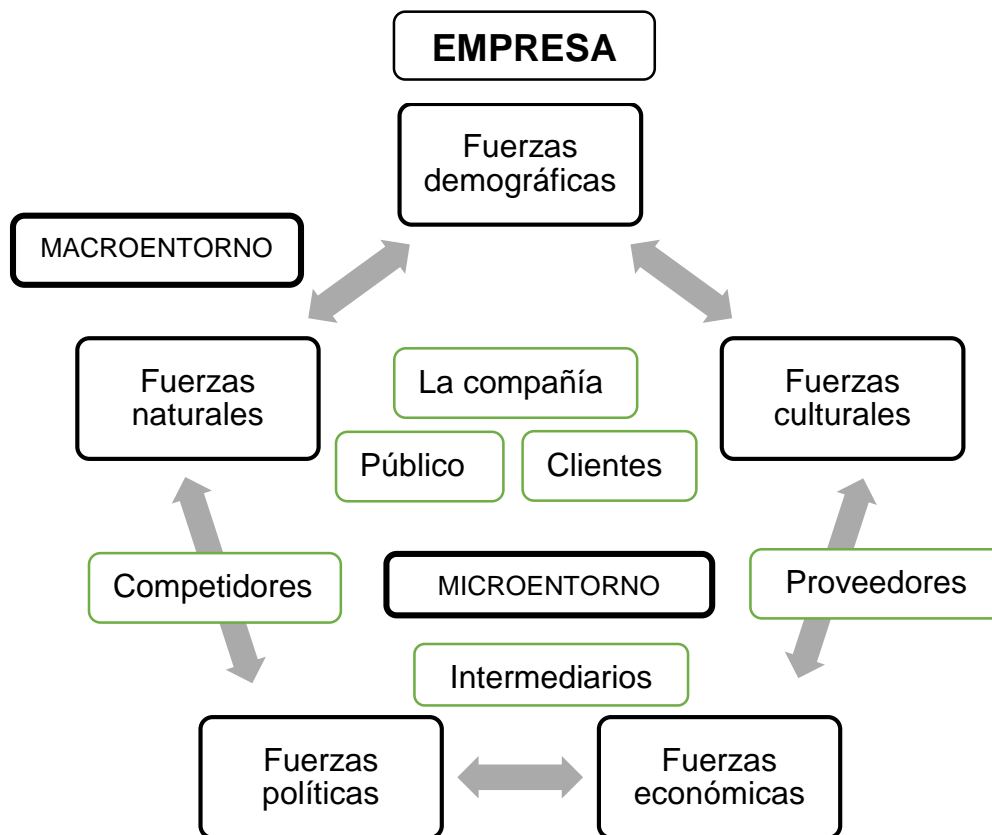 EMPRESA
Fuerzas
demográficas
MACROENTORNO
Fuerzas
naturales
La compañía
Fuerzas
culturales
Público
Clientes
Competidores
MICROENTORNO
Proveedores
Intermediarios
Fuerzas
políticas
Fuerzas
económicas